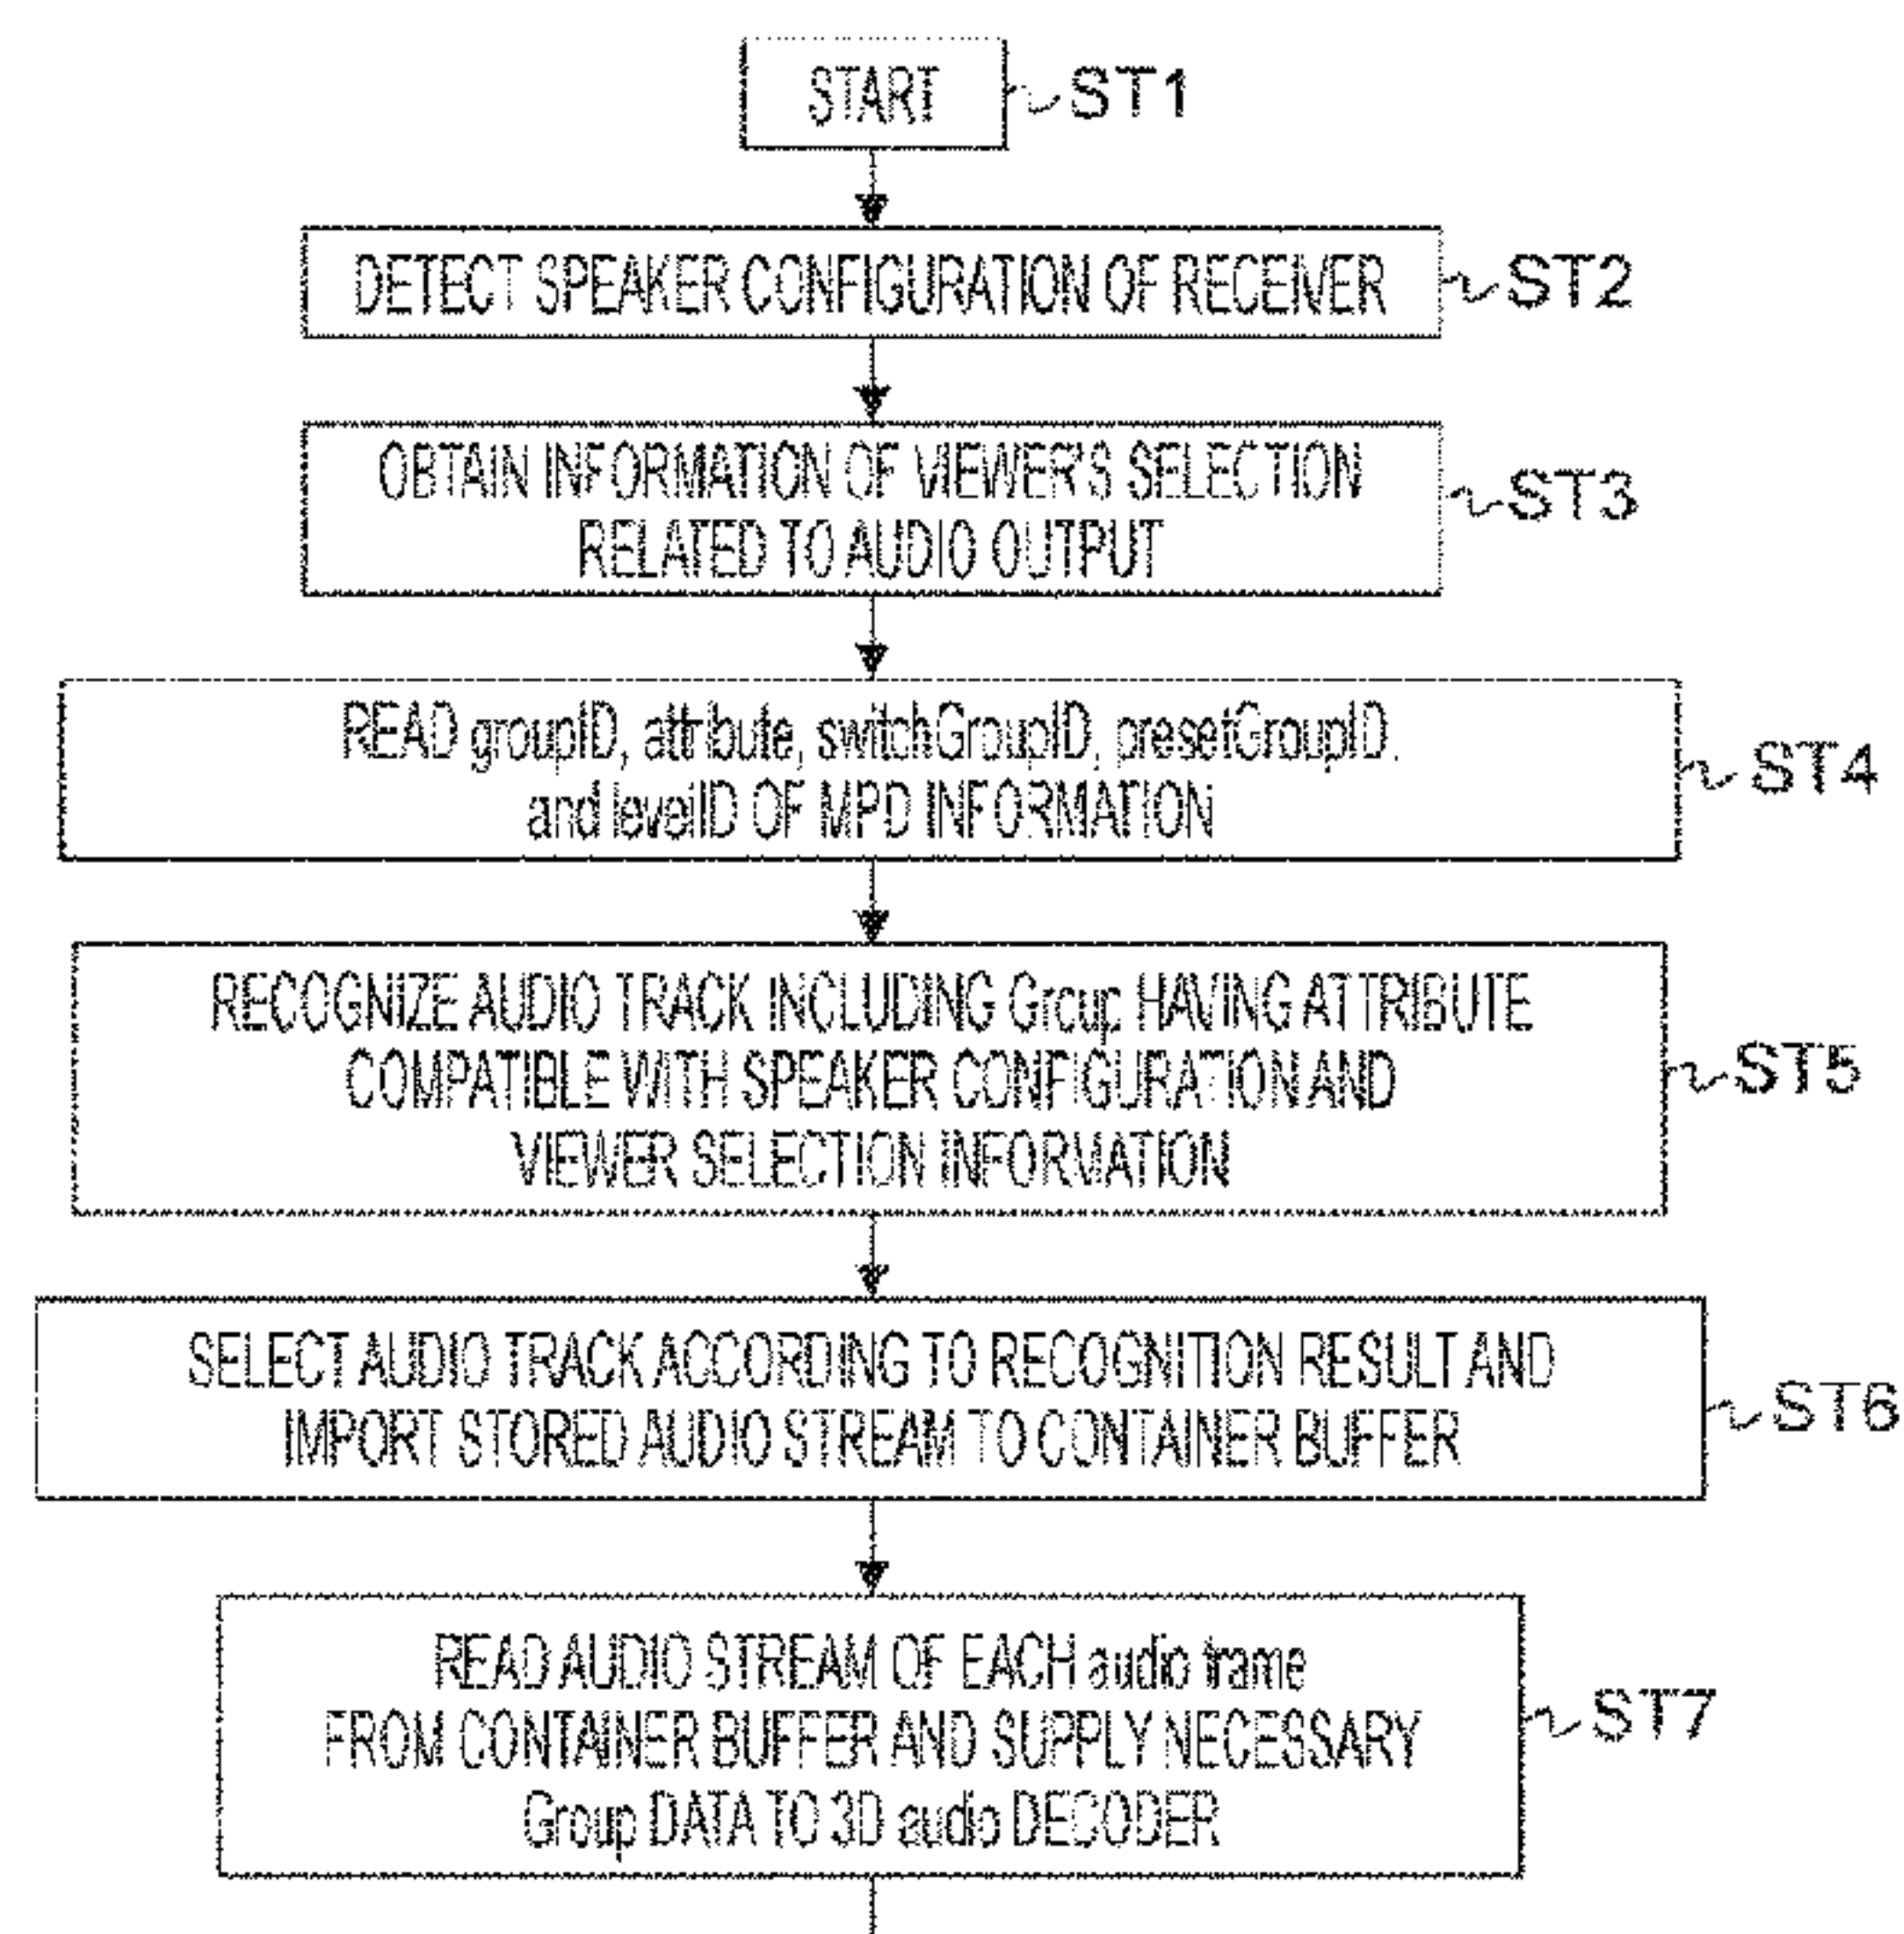 START
ST1
DETECT SPEAKER CONFIGURATION OF RECEIVER
ST2
OBTAIN INFORMATION OF VIEWER'S SELECTION
RELATED TO AUDIO OUTPUT
ST3
READ groupID, attribute, switchGroupID, presetGroupID,
and levelID OF MPD INFORMATION
ST4
RECOGNIZE AUDIO TRACK INCLUDING Group HAVING ATTRIBUTE
COMPATIBLE WITH SPEAKER CONFIGURATION AND
VIEWER SELECTION INFORMATION
ST5
SELECT AUDIO TRACK ACCORDING TO RECOGNITION RESULT AND
IMPORT STORED AUDIO STREAM TO CONTAINER BUFFER
ST6
READ AUDIO STREAM OF EACH audio frame
FROM CONTAINER BUFFER AND SUPPLY NECESSARY
Group DATA TO 3D audio DECODER
ST7